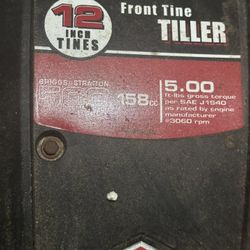 12
INCH
TINES
Front Tine
TILLER
BRIGGS & STRATTON
158cc
5.00
ft-lbs gross torque
per SAE J1940
as rated by engine
manufacturer
@3060 rpm